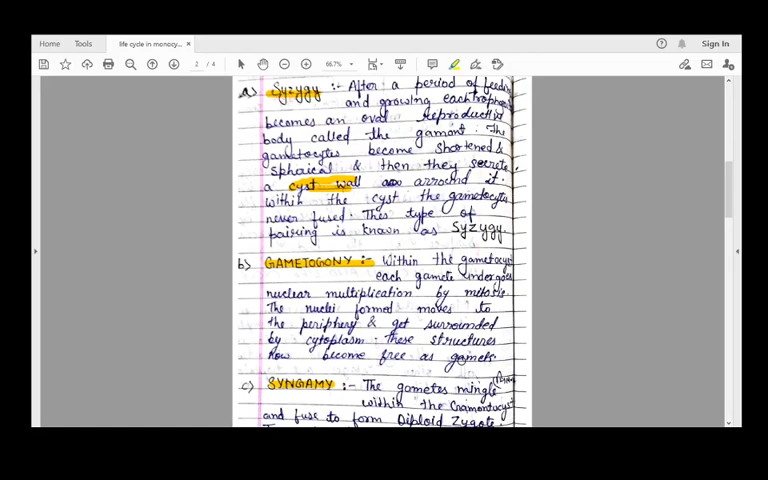 Home Tools life cycle in monocy... × Sign In
2 / 4 66.7%
a) Syzygy :- After a period of feeding
and growing each
becomes an oval
body called the gamont. The
gametocytes become shortened &
sphaical & then they secrete
a cyst wall arround it.
within the cyst the gametocytes
never fused. This type of
pairing is known as Syzygy.
b) GAMETOGONY :- Within the gametocyst
each gamete undergoes
nuclear multiplication by mitosis.
The nuclei formed moves to
the periphery & get surrounded
by cytoplasm. These structures
now become free as gamets
c) SYNGAMY :- The gametes mingle
within the
and fuse to form Diploid Zygote.